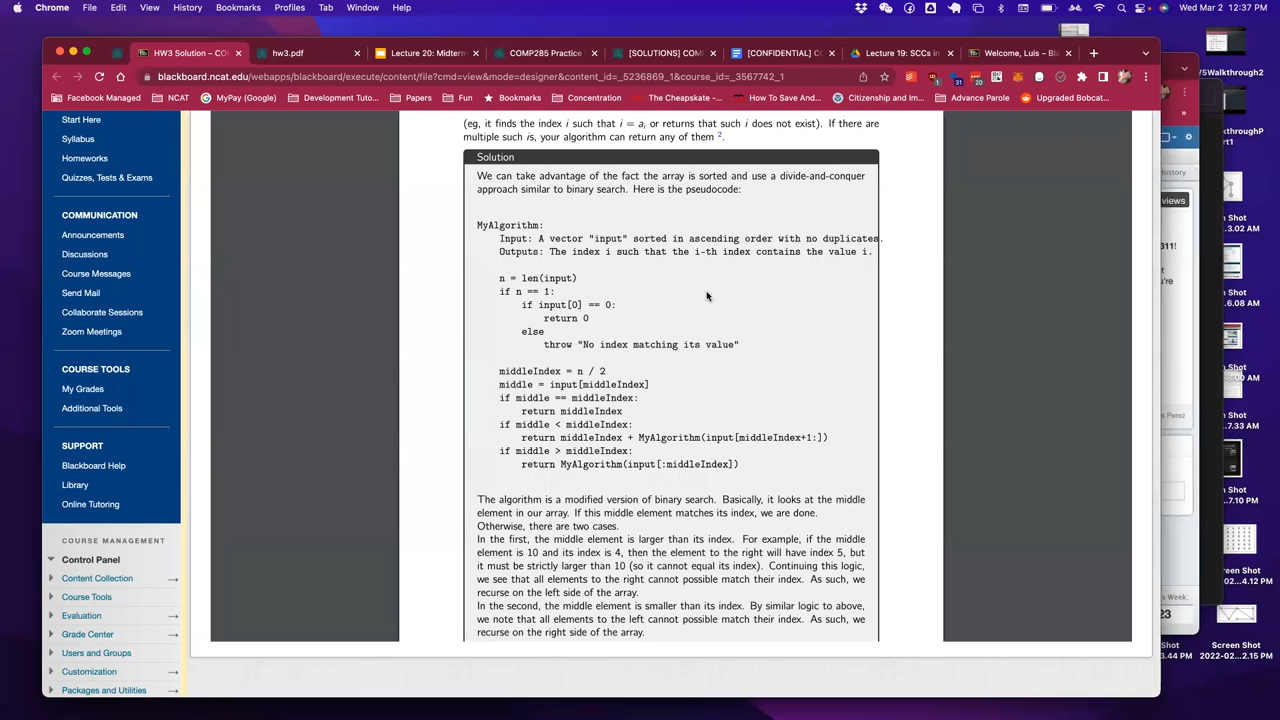 Chrome File Edit View History Bookmarks Profiles Tab Window Help Wed Mar 2 12:37 PM
HW3 Solution – CO hw3.pdf Lecture 20: Midterm COMP285 Practice [SOLUTIONS] COM [CONFIDENTIAL] C Lecture 19: SCCs in Welcome, Luis – Bl
blackboard.ncat.edu/webapps/blackboard/execute/content/file?cmd=view&mode=designer&content_id=_5236869_1&course_id=_3567742_1
Facebook Managed NCAT MyPay (Google) Development Tuto... Papers Fun Bookmarks Concentration The Cheapskate -... How To Save And... Citizenship and Im... Advance Parole Upgraded Bobcat...
Start Here
Syllabus
Homeworks
Quizzes, Tests & Exams
COMMUNICATION
Announcements
Discussions
Course Messages
Send Mail
Collaborate Sessions
Zoom Meetings
COURSE TOOLS
My Grades
Additional Tools
SUPPORT
Blackboard Help
Library
Online Tutoring
COURSE MANAGEMENT
Control Panel
Content Collection
Course Tools
Evaluation
Grade Center
Users and Groups
Customization
Packages and Utilities
(eg, it finds the index i such that i = aᵢ or returns that such i does not exist). If there are
multiple such is, your algorithm can return any of them ².
Solution
We can take advantage of the fact the array is sorted and use a divide-and-conquer
approach similar to binary search. Here is the pseudocode:
MyAlgorithm:
Input: A vector "input" sorted in ascending order with no duplicates.
Outputs: The index i such that the i-th index contains the value i.
n = len(input)
if n == 1:
if input[0] == 0:
return 0
else
throw "No index matching its value"
middleIndex = n / 2
middle = input[middleIndex]
if middle == middleIndex:
return middleIndex
if middle < middleIndex:
return middleIndex + MyAlgorithm(input[middleIndex+1:])
if middle > middleIndex:
return MyAlgorithm(input[:middleIndex])
The algorithm is a modified version of binary search. Basically, it looks at the middle
element in our array. If this middle element matches its index, we are done.
Otherwise, there are two cases.
In the first, the middle element is larger than its index. For example, if the middle
element is 10 and its index is 4, then the element to the right will have index 5, but
it must be strictly larger than 10 (so it cannot equal its index). Continuing this logic,
we see that all elements to the right cannot possible match their index. As such, we
recurse on the left side of the array.
In the second, the middle element is smaller than its index. By similar logic to above,
we note that all elements to the left cannot possible match their index. As such, we
recurse on the right side of the array.
history
views
311!
s Perez
s Week:
23
Screen Shot
2022-02...2.15 PM